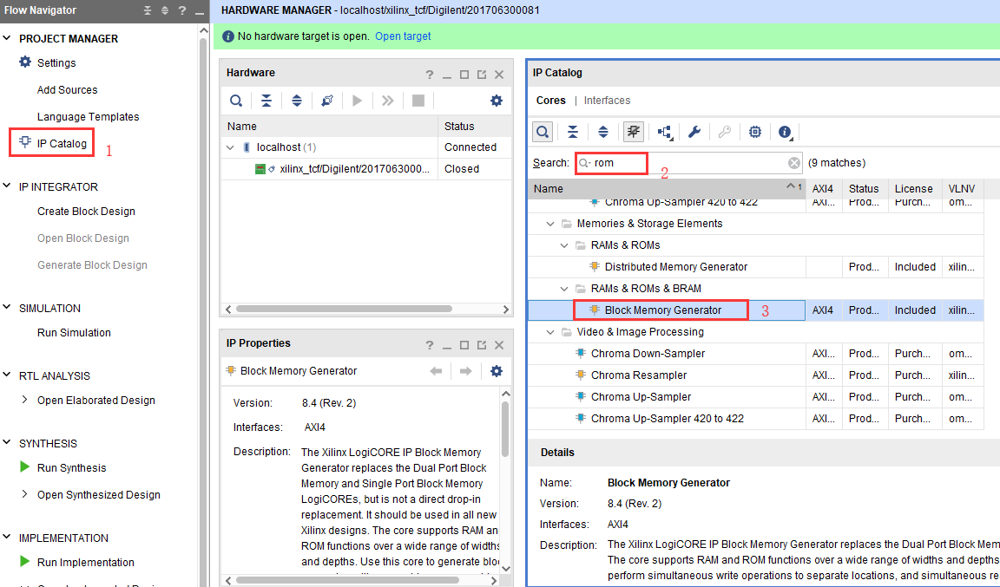 Flow Navigator
HARDWARE MANAGER - localhost/xilinx_tcf/Digilent/201706300081
No hardware target is open. Open target
PROJECT MANAGER
Settings
Add Sources
Language Templates
IP Catalog
1
IP INTEGRATOR
Create Block Design
Open Block Design
Generate Block Design
SIMULATION
Run Simulation
RTL ANALYSIS
Open Elaborated Design
SYNTHESIS
Run Synthesis
Open Synthesized Design
IMPLEMENTATION
Run Implementation
Hardware
Name Status
localhost (1) Connected
xilinx_tcf/Digilent/2017063000... Closed
IP Properties
Block Memory Generator
Version: 8.4 (Rev. 2)
Interfaces: AXI4
Description: The Xilinx LogiCORE IP Block Memory
Generator replaces the Dual Port Block
Memory and Single Port Block Memory
LogiCOREs, but is not a direct drop-in
replacement. It should be used in all new
Xilinx designs. The core supports RAM an
ROM functions over a wide range of widths
and depths. Use this core to generate blo
IP Catalog
Cores | Interfaces
Search: rom (9 matches)
2
Name 1 AXI4 Status License VLNV
Chroma Up-Sampler 420 to 422 AXI... Prod... Purch... om...
Memories & Storage Elements
RAMs & ROMs
Distributed Memory Generator Prod... Included xilin...
RAMs & ROMs & BRAM
Block Memory Generator 3 AXI4 Prod... Included xilin...
Video & Image Processing
Chroma Down-Sampler AXI... Prod... Purch... om...
Chroma Resampler AXI... Prod... Purch... xilin...
Chroma Up-Sampler AXI... Prod... Purch... om...
Chroma Up-Sampler 420 to 422 AXI... Prod... Purch... om...
Details
Name: Block Memory Generator
Version: 8.4 (Rev. 2)
Interfaces: AXI4
Description: The Xilinx LogiCORE IP Block Memory Generator replaces the Dual Port Block Mem
The core supports RAM and ROM functions over a wide range of widths and depths
perform simultaneous write operations to separate locations, and simultaneous re